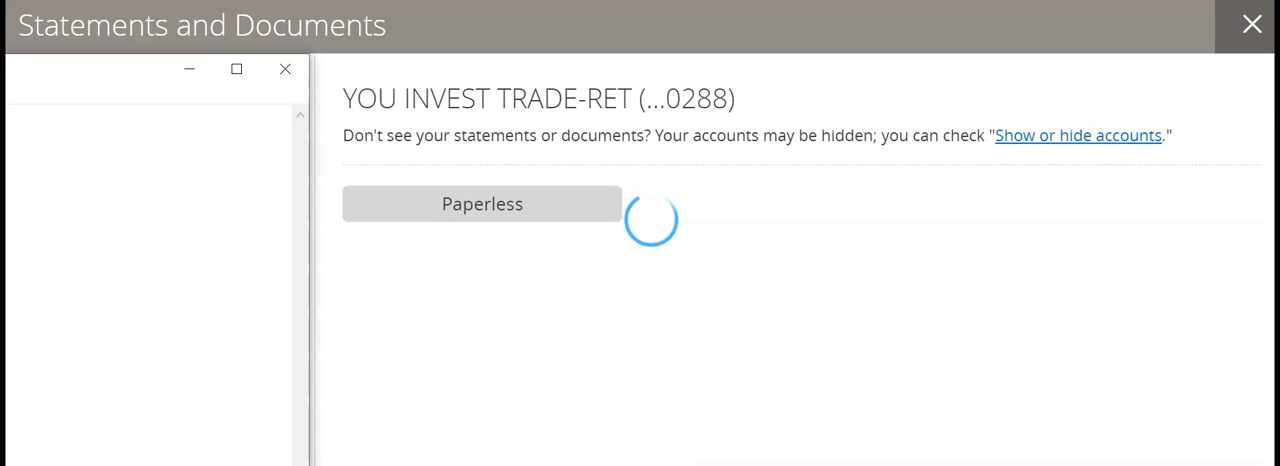 Statements and Documents
YOU INVEST TRADE-RET (...0288)
Don't see your statements or documents? Your accounts may be hidden; you can check "Show or hide accounts."
Paperless